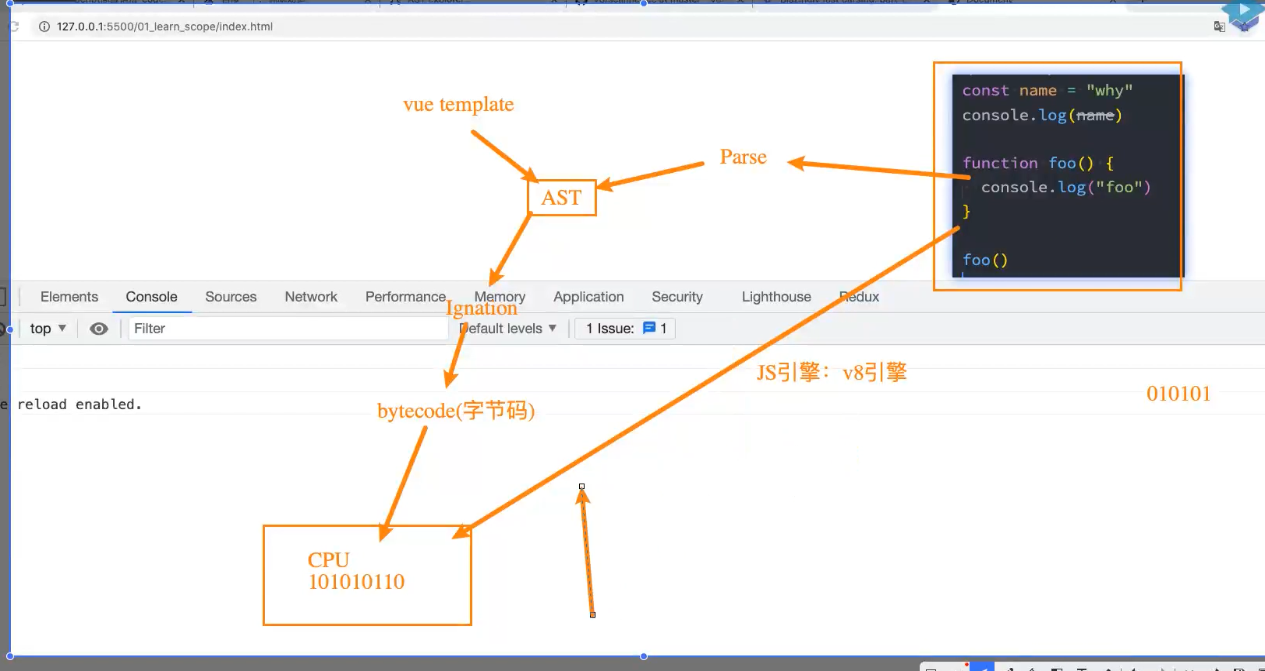 127.0.0.1:5500/01_learn_scope/index.html
vue template
Parse
AST
const name = "why"
console.log(name)
function foo() {
console.log("foo")
}
foo()
Elements Console Sources Network Performance Memory Application Security Lighthouse Redux
Ignation
top Filter Default levels 1 Issue: 1
JS引擎：v8引擎
010101
e reload enabled.
bytecode(字节码)
CPU
101010110